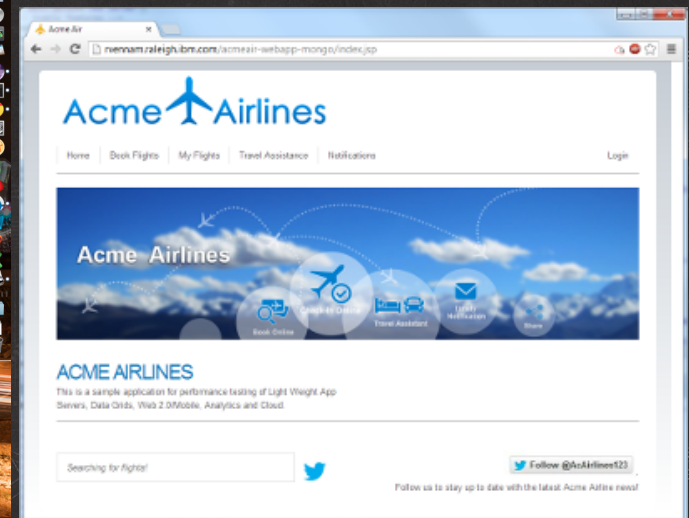 Acme Air
nvennam.raleigh.ibm.com/acmeair-webapp-mongo/index.jsp
Acme Airlines
Home Book Flights My Flights Travel Assistance Notifications Login
Acme Airlines
Book Online
Check-In Online
Travel Assistant
Notification
Share
ACME AIRLINES
This is a sample application for performance testing of Light Weight App
Servers, Data Grids, Web 2.0/Mobile, Analytics and Cloud.
Searching for flights!
Follow @AcAirlines123
Follow us to stay up to date with the latest Acme Airline news!